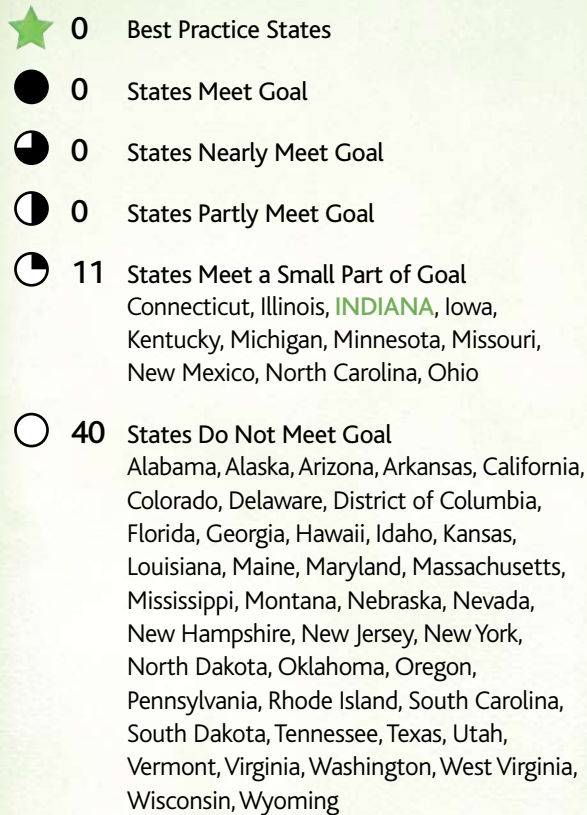 0 Best Practice States
0 States Meet Goal
0 States Nearly Meet Goal
0 States Partly Meet Goal
11 States Meet a Small Part of Goal
Connecticut, Illinois, INDIANA, Iowa,
Kentucky, Michigan, Minnesota, Missouri,
New Mexico, North Carolina, Ohio
40 States Do Not Meet Goal
Alabama, Alaska, Arizona, Arkansas, California,
Colorado, Delaware, District of Columbia,
Florida, Georgia, Hawaii, Idaho, Kansas,
Louisiana, Maine, Maryland, Massachusetts,
Mississippi, Montana, Nebraska, Nevada,
New Hampshire, New Jersey, New York,
North Dakota, Oklahoma, Oregon,
Pennsylvania, Rhode Island, South Carolina,
South Dakota, Tennessee, Texas, Utah,
Vermont, Virginia, Washington, West Virginia,
Wisconsin, Wyoming